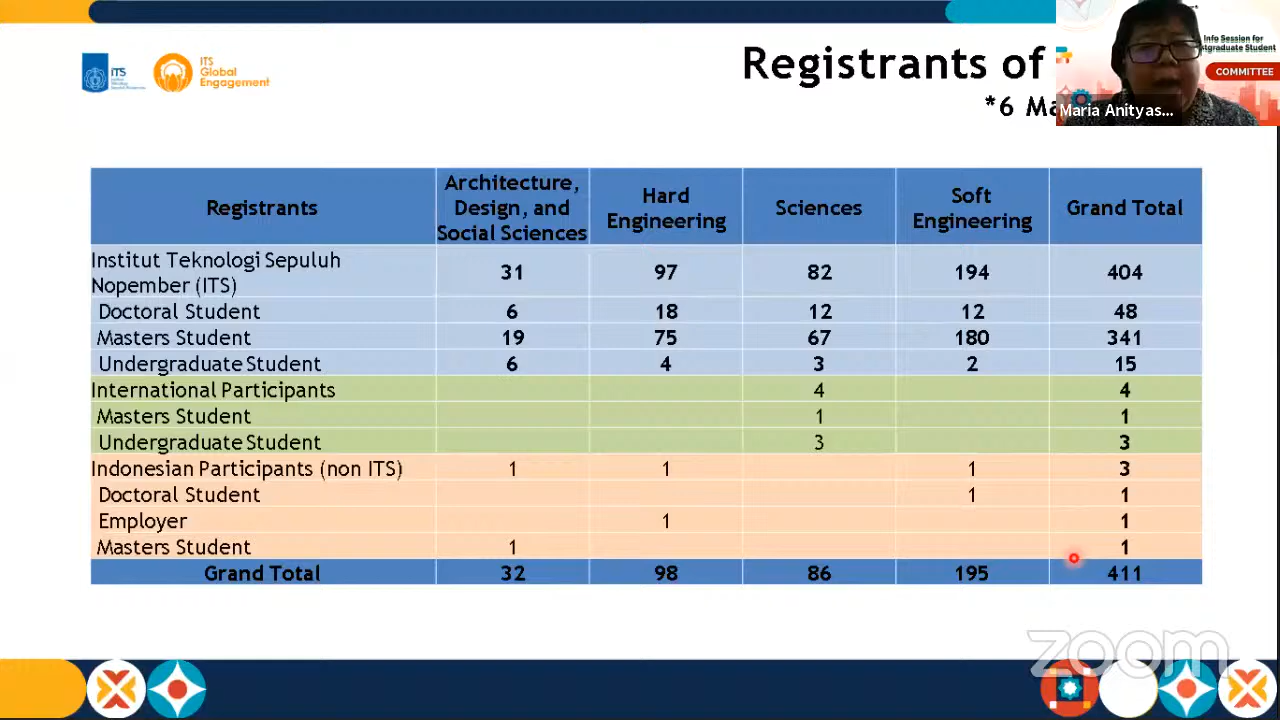 Registrants of
*6 Ma
ITS
ITS
Global
Engagement
Info Session for
COMMITTEE
Maria Anityas...
Registrants Architecture, Design, and Social Sciences Hard Engineering Sciences Soft Engineering Grand Total
Institut Teknologi Sepuluh Nopember (ITS) 31 97 82 194 404
Doctoral Student 6 18 12 12 48
Masters Student 19 75 67 180 341
Undergraduate Student 6 4 3 2 15
International Participants 4 4
Masters Student 1 1
Undergraduate Student 3 3
Indonesian Participants (non ITS) 1 1 1 3
Doctoral Student 1 1
Employer 1 1
Masters Student 1 1
Grand Total 32 98 86 195 411
zoom